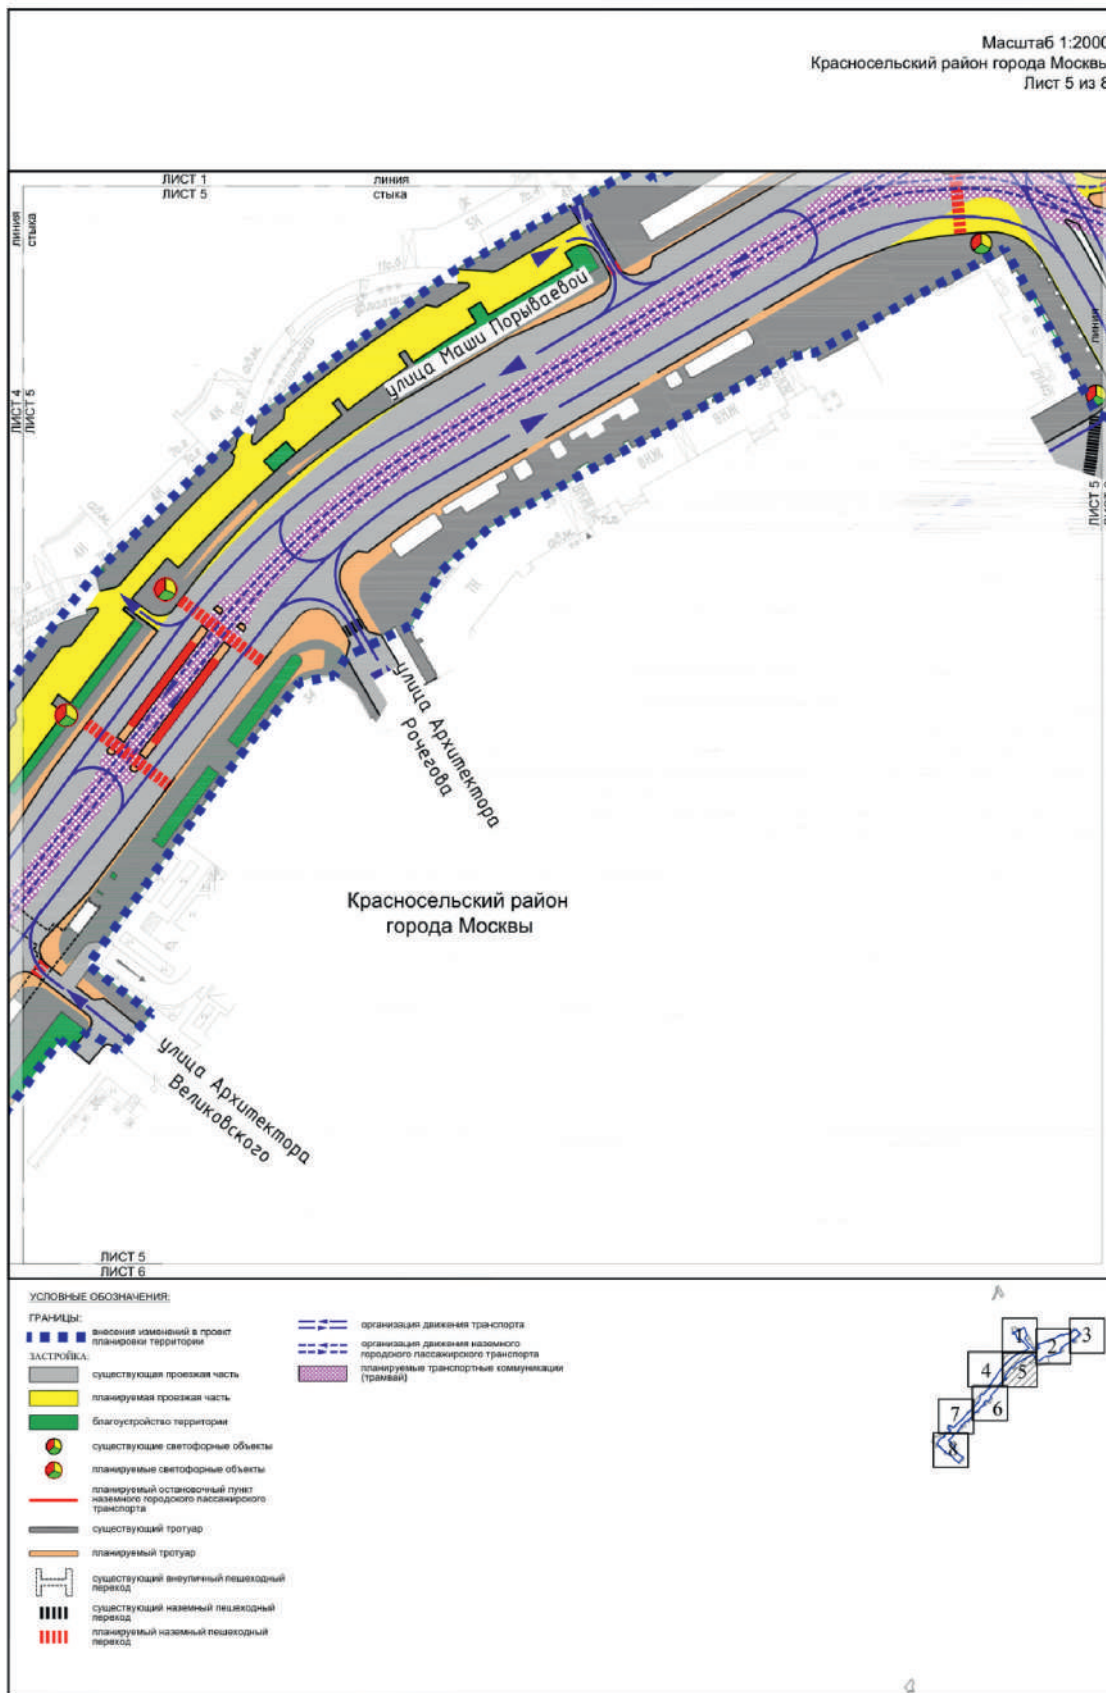 Масштаб 1:2000
Красносельский район города Москвы
Лист 5 из 8
ЛИСТ 1
ЛИСТ 5
линия
стыка
линия
стыка
ЛИСТ 4
ЛИСТ 5
улица Маши Порываевой
линия
ЛИСТ 5
улица Архитектора
Рочегова
Красносельский район
города Москвы
улица Архитектора
Великовского
ЛИСТ 5
ЛИСТ 6
УСЛОВНЫЕ ОБОЗНАЧЕНИЯ:
ГРАНИЦЫ:
внесения изменений в проект
планировки территории
ЗАСТРОЙКА:
существующая проезжая часть
планируемая проезжая часть
благоустройство территории
существующие светофорные объекты
планируемые светофорные объекты
планируемый остановочный пункт
наземного городского пассажирского
транспорта
существующий тротуар
планируемый тротуар
существующий внеуличный пешеходный
переход
существующий наземный пешеходный
переход
планируемый наземный пешеходный
переход
организация движения транспорта
организация движения наземного
городского пассажирского транспорта
планируемые транспортные коммуникации
(трамвай)
1
2
3
4
5
6
7
8